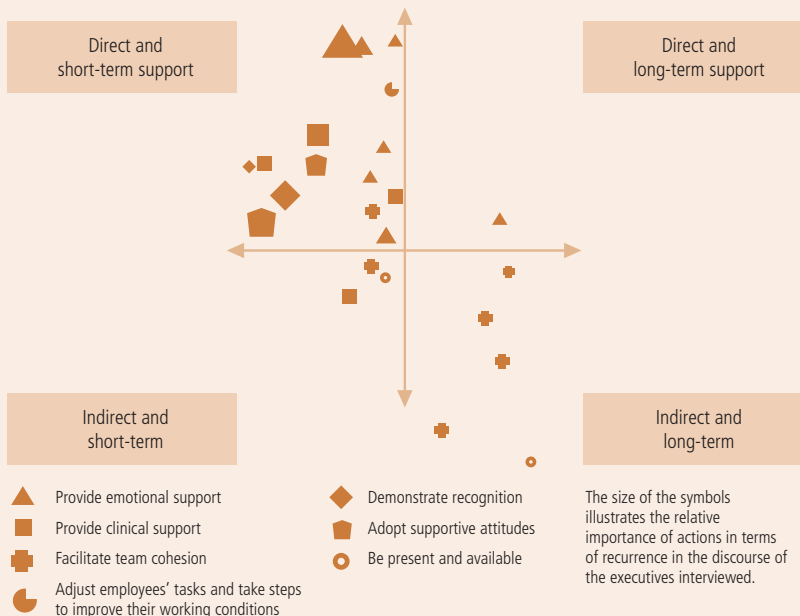 Direct and
short-term support
Direct and
long-term support
Indirect and
short-term
Indirect and
long-term
Provide emotional support
Provide clinical support
Facilitate team cohesion
Adjust employees' tasks and take steps
to improve their working conditions
Demonstrate recognition
Adopt supportive attitudes
Be present and available
The size of the symbols
illustrates the relative
importance of actions in terms
of recurrence in the discourse of
the executives interviewed.